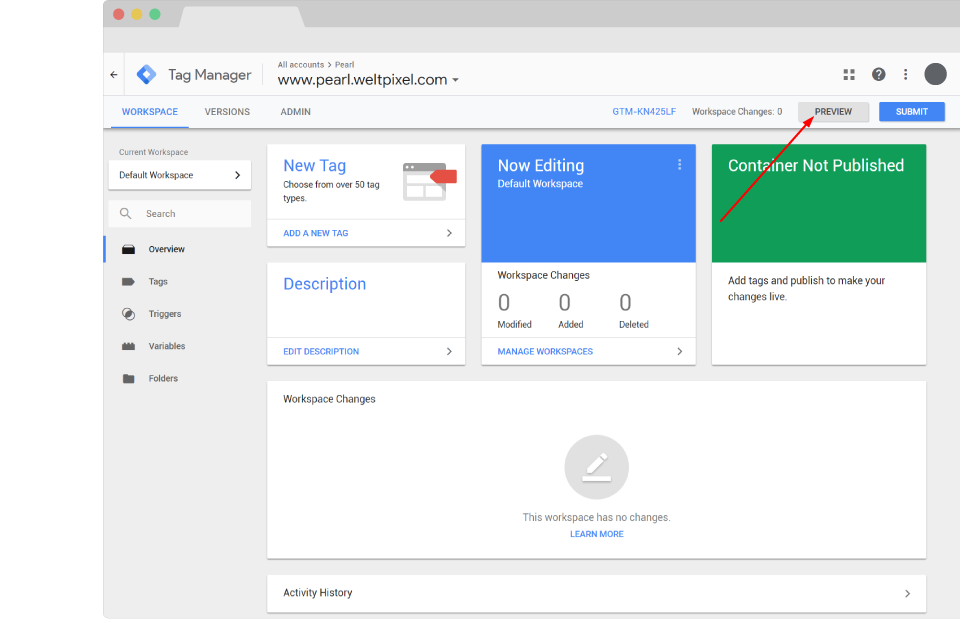 All accounts > Pearl
Tag Manager
www.pearl.weltpixel.com
WORKSPACE VERSIONS ADMIN GTM-KN425LF Workspace Changes: 0 PREVIEW SUBMIT
Current Workspace
Default Workspace
Search
Overview
Tags
Triggers
Variables
Folders
New Tag
Choose from over 50 tag
types.
ADD A NEW TAG
Description
EDIT DESCRIPTION
Now Editing
Default Workspace
Workspace Changes
0 0 0
Modified Added Deleted
MANAGE WORKSPACES
Container Not Published
Add tags and publish to make your
changes live.
Workspace Changes
This workspace has no changes.
LEARN MORE
Activity History